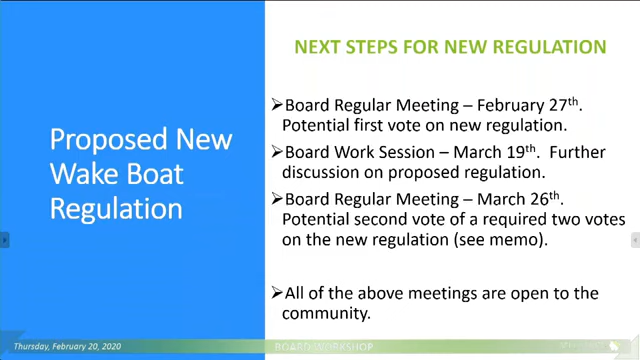 NEXT STEPS FOR NEW REGULATION
Proposed New
Wake Boat
Regulation
➢Board Regular Meeting – February 27th.
Potential first vote on new regulation.
➢Board Work Session – March 19th.  Further
discussion on proposed regulation.
➢Board Regular Meeting – March 26th.
Potential second vote of a required two votes
on the new regulation (see memo).
➢All of the above meetings are open to the
community.
Thursday, February 20, 2020
BOARD WORKSHOP